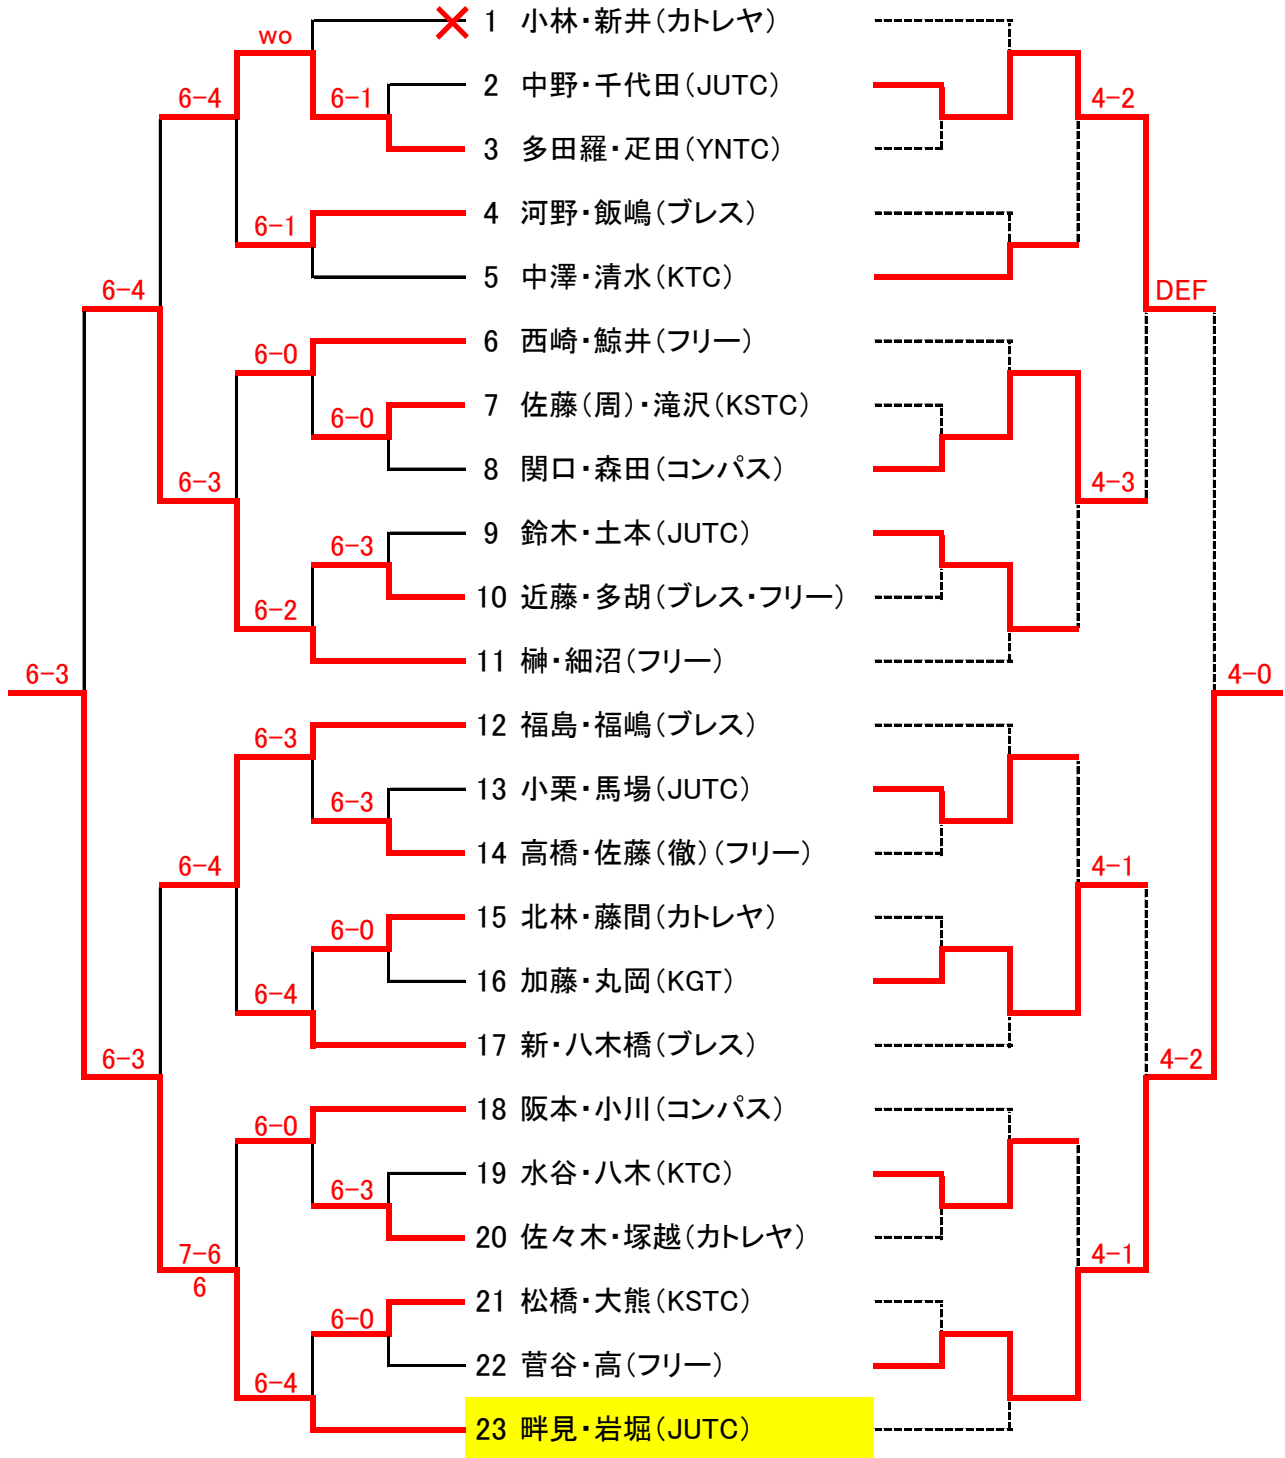 1 小林・新井(カトレヤ)
wo
6-4 6-1 2 中野・千代田(JUTC) 4-2
3 多田羅・疋田(YNTC)
6-1 4 河野・飯嶋(ブレス)
5 中澤・清水(KTC)
6-4 DEF
6-0 6 西崎・鯨井(フリー)
6-0 7 佐藤(周)・滝沢(KSTC)
8 関口・森田(コンパス)
6-3 4-3
6-3 9 鈴木・土本(JUTC)
6-2 10 近藤・多胡(ブレス・フリー)
11 榊・細沼(フリー)
6-3 4-0
6-3 12 福島・福嶋(ブレス)
6-3 13 小栗・馬場(JUTC)
14 高橋・佐藤(徹)(フリー)
6-4 4-1
6-0 15 北林・藤間(カトレヤ)
6-4 16 加藤・丸岡(KGT)
17 新・八木橋(ブレス)
6-3 4-2
6-0 18 阪本・小川(コンパス)
6-3 19 水谷・八木(KTC)
20 佐々木・塚越(カトレヤ)
7-6 4-1
6
6-0 21 松橋・大熊(KSTC)
22 菅谷・高(フリー)
6-4
23 畔見・岩堀(JUTC)